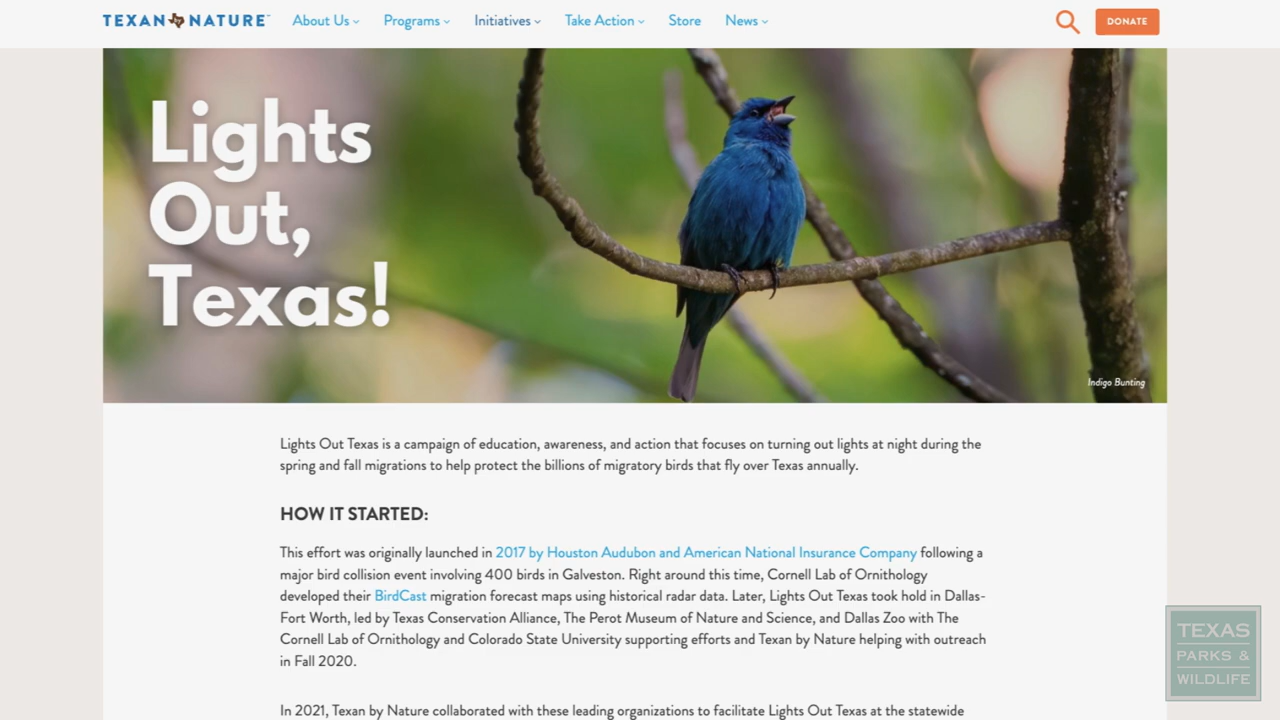 TEXAN NATURE
About Us
Programs
Initiatives
Take Action
Store
News
DONATE
Lights
Out,
Texas!
Indigo Bunting
Lights Out Texas is a campaign of education, awareness, and action that focuses on turning out lights at night during the
spring and fall migrations to help protect the billions of migratory birds that fly over Texas annually.
HOW IT STARTED:
This effort was originally launched in 2017 by Houston Audubon and American National Insurance Company following a
major bird collision event involving 400 birds in Galveston. Right around this time, Cornell Lab of Ornithology
developed their BirdCast migration forecast maps using historical radar data. Later, Lights Out Texas took hold in Dallas-
Fort Worth, led by Texas Conservation Alliance, The Perot Museum of Nature and Science, and Dallas Zoo with The
Cornell Lab of Ornithology and Colorado State University supporting efforts and Texan by Nature helping with outreach
in Fall 2020.
In 2021, Texan by Nature collaborated with these leading organizations to facilitate Lights Out Texas at the statewide
TEXAS
PARKS &
WILDLIFE